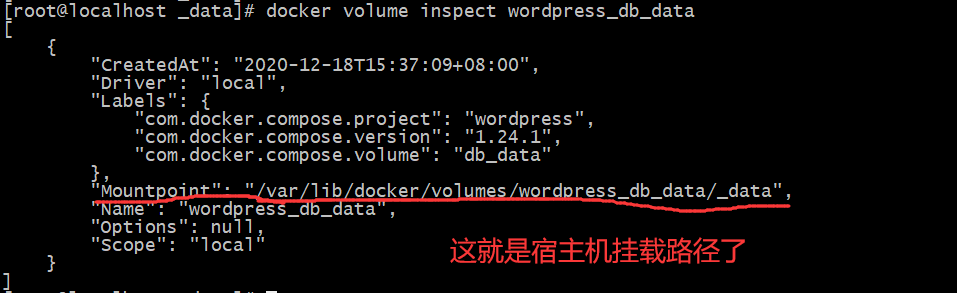 [root@localhost _data]# docker volume inspect wordpress_db_data
[
    {
        "CreatedAt": "2020-12-18T15:37:09+08:00",
        "Driver": "local",
        "Labels": {
            "com.docker.compose.project": "wordpress",
            "com.docker.compose.version": "1.24.1",
            "com.docker.compose.volume": "db_data"
        },
        "Mountpoint": "/var/lib/docker/volumes/wordpress_db_data/_data",
        "Name": "wordpress_db_data",
        "Options": null,
        "Scope": "local"
    }
]
这就是宿主机挂载路径了